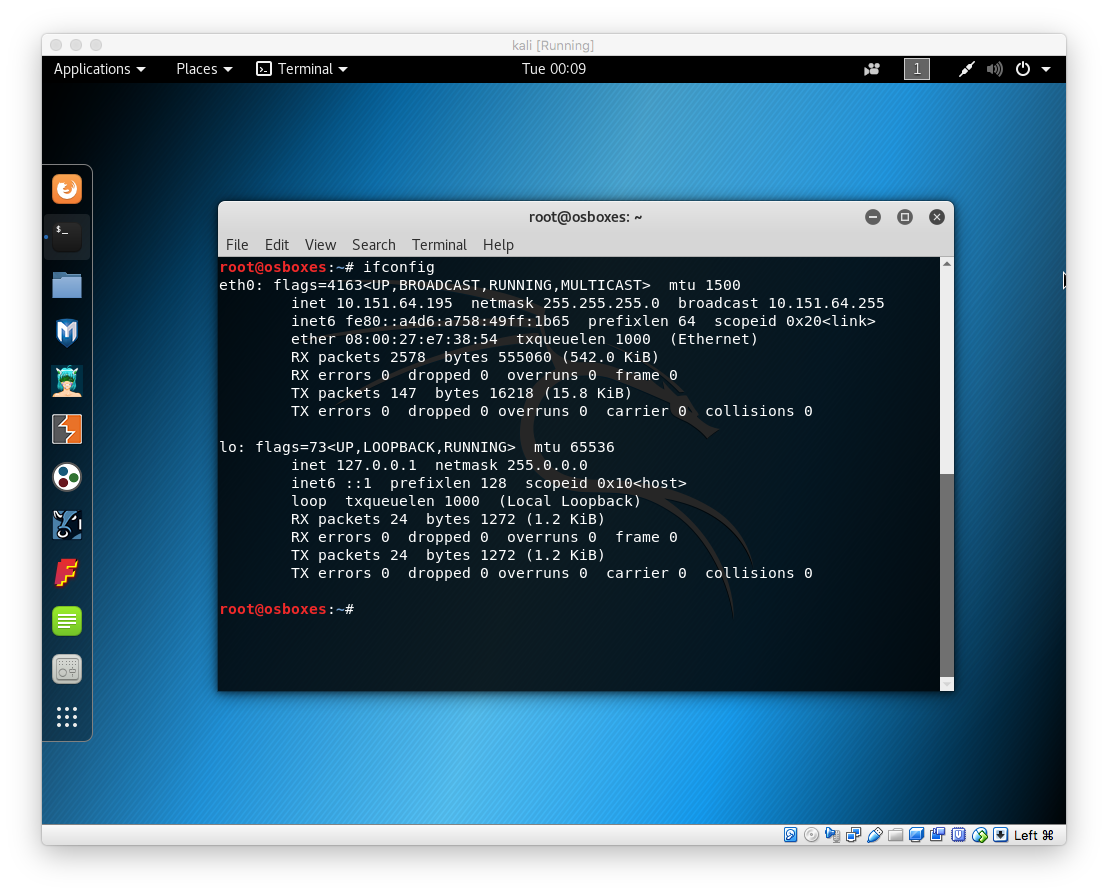 kali [Running]
Applications Places Terminal Tue 00:09 1
$_
root@osboxes: ~
File Edit View Search Terminal Help
root@osboxes:~# ifconfig
eth0: flags=4163<UP,BROADCAST,RUNNING,MULTICAST>  mtu 1500
        inet 10.151.64.195  netmask 255.255.255.0  broadcast 10.151.64.255
        inet6 fe80::a4d6:a758:49ff:1b65  prefixlen 64  scopeid 0x20<link>
        ether 08:00:27:e7:38:54  txqueuelen 1000  (Ethernet)
        RX packets 2578  bytes 555060 (542.0 KiB)
        RX errors 0  dropped 0  overruns 0  frame 0
        TX packets 147  bytes 16218 (15.8 KiB)
        TX errors 0  dropped 0 overruns 0  carrier 0  collisions 0
lo: flags=73<UP,LOOPBACK,RUNNING>  mtu 65536
        inet 127.0.0.1  netmask 255.0.0.0
        inet6 ::1  prefixlen 128  scopeid 0x10<host>
        loop  txqueuelen 1000  (Local Loopback)
        RX packets 24  bytes 1272 (1.2 KiB)
        RX errors 0  dropped 0  overruns 0  frame 0
        TX packets 24  bytes 1272 (1.2 KiB)
        TX errors 0  dropped 0 overruns 0  carrier 0  collisions 0
root@osboxes:~#
Left ⌘